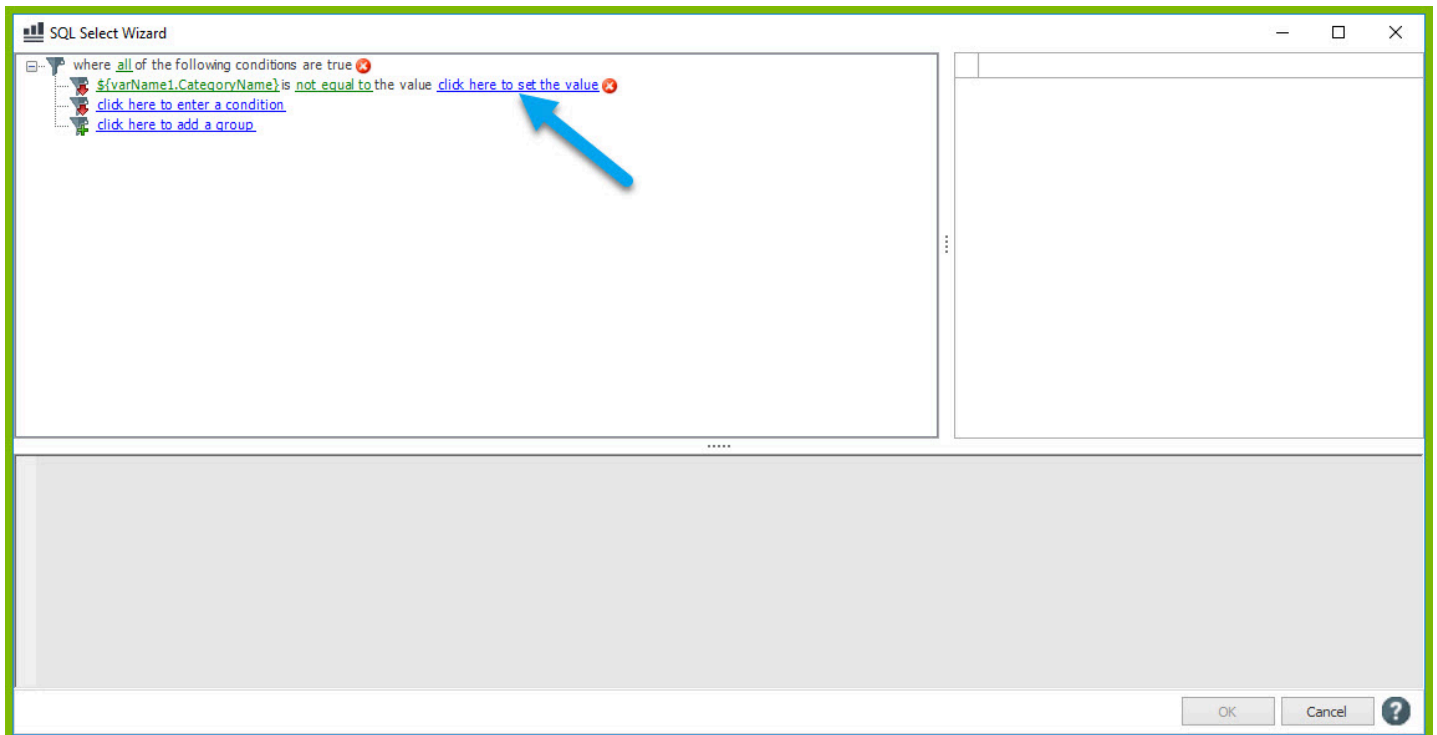 SQL Select Wizard
where all of the following conditions are true
${varName1.CategoryName} is not equal to the value click here to set the value
click here to enter a condition
click here to add a group
OK Cancel ?